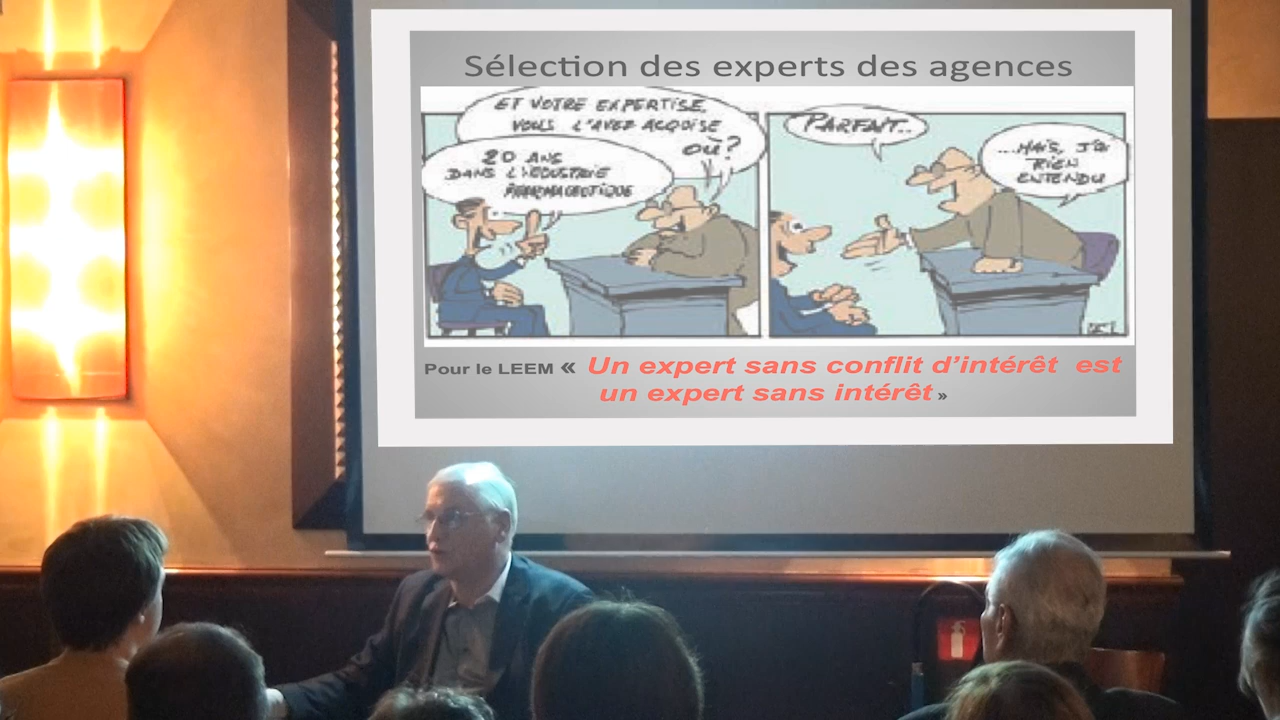 Sélection des experts des agences
ET VOTRE EXPERTISE,
VOUS L'AVEZ ACQUISE
OÙ?
20 ANS
DANS L'INDUSTRIE
PHARMACEUTIQUE
PARFAIT..
...MAIS, J'AI
RIEN
ENTENDU
Pour le LEEM « Un expert sans conflit d'intérêt est
un expert sans intérêt »